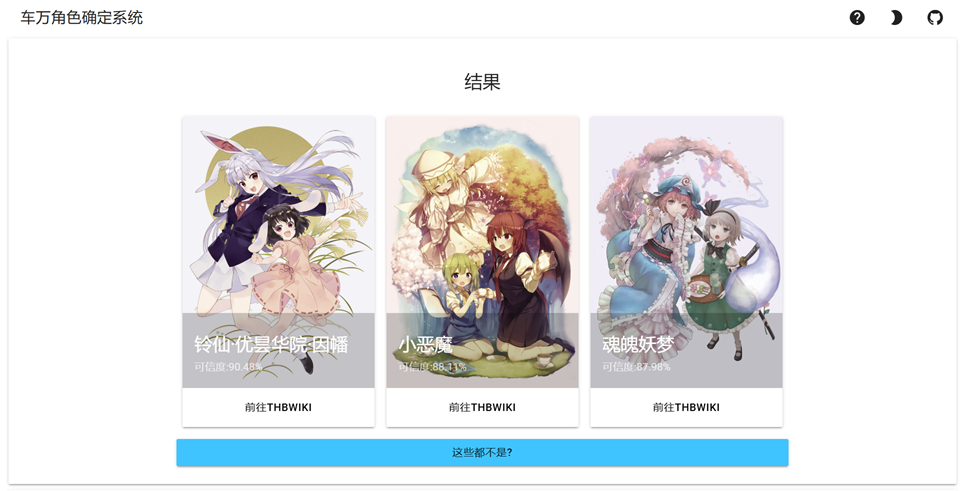 车万角色确定系统
结果
铃仙·优昙华院·因幡
可信度:90.48%
前往THBWIKI
小恶魔
可信度:88.11%
前往THBWIKI
魂魄妖梦
可信度:87.98%
前往THBWIKI
这些都不是?